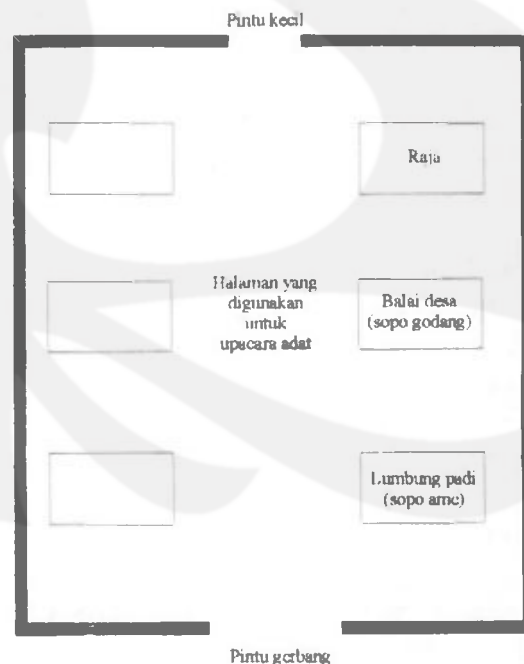 Pintu kecil
Raja
Halaman yang
digunakan
untuk
upacara adat
Balai desa
(sopo godang)
Lumbung padi
(sopo ame)
Pintu gerbang